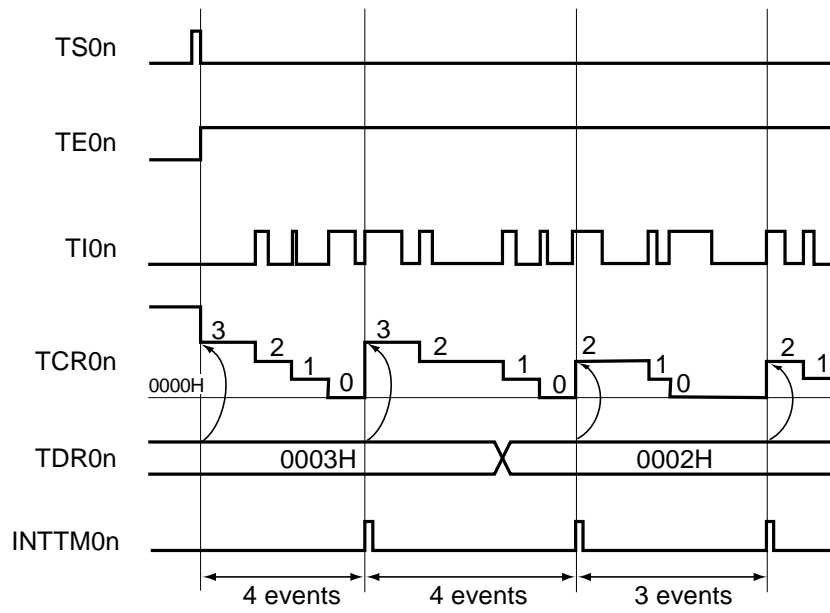 TS0n
TE0n
TI0n
TCR0n
3
2
1
0
3
2
1
0
2
1
0
2
1
0000H
TDR0n
0003H
0002H
INTTM0n
4 events
4 events
3 events